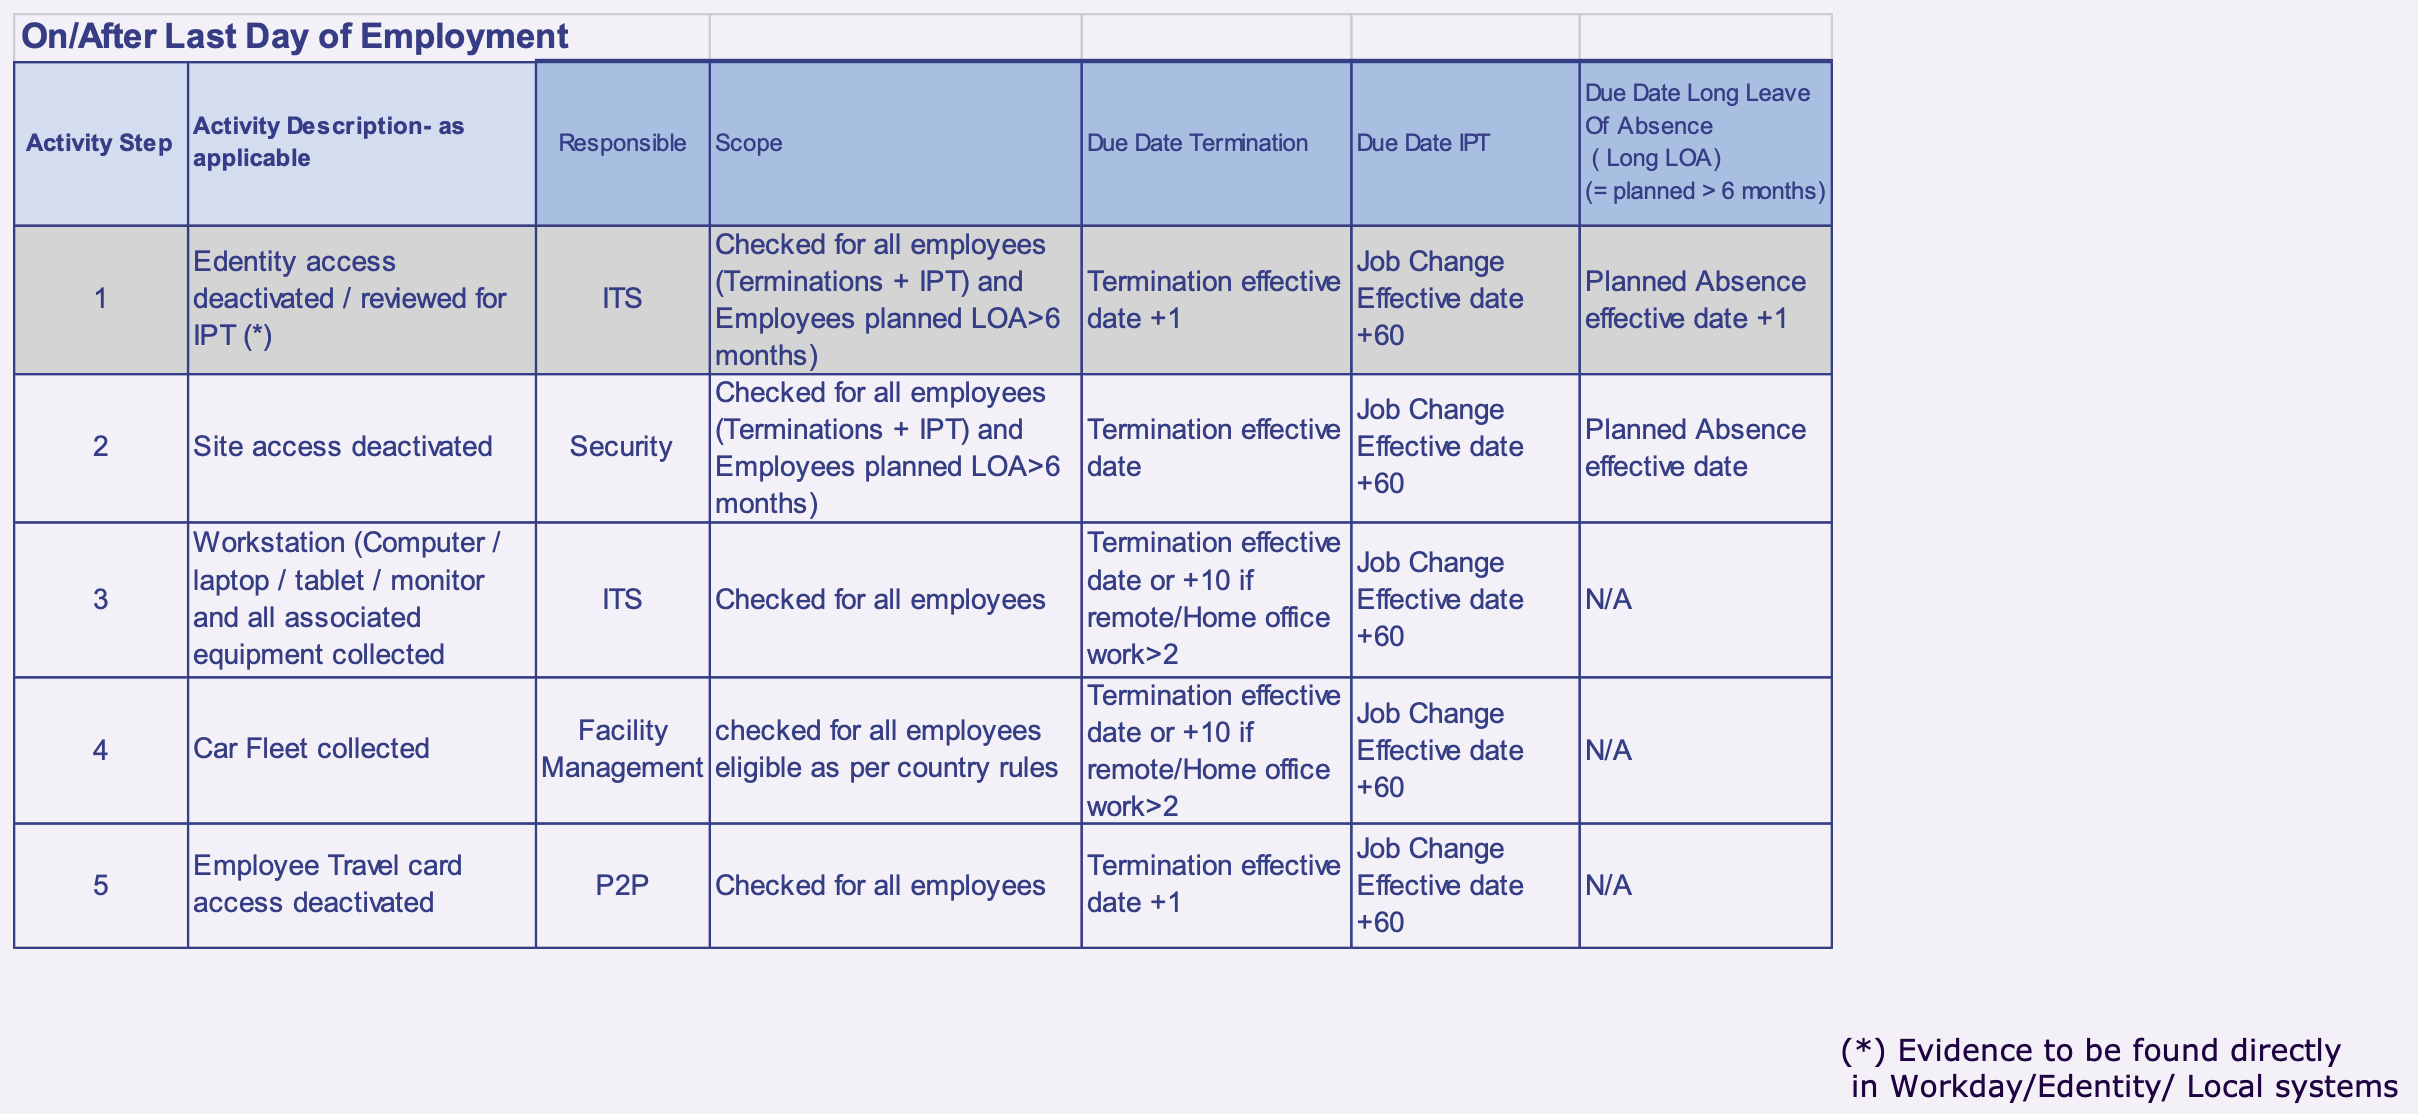 On/After Last Day of Employment
Activity Step
Activity Description- as
applicable
Responsible
Scope
Due Date Termination
Due Date IPT
Due Date Long Leave
Of Absence
( Long LOA)
(= planned > 6 months)
1
Edentity access
deactivated / reviewed for
IPT (*)
ITS
Checked for all employees
(Terminations + IPT) and
Employees planned LOA>6
months)
Termination effective
date +1
Job Change
Effective date
+60
Planned Absence
effective date +1
2
Site access deactivated
Security
Checked for all employees
(Terminations + IPT) and
Employees planned LOA>6
months)
Termination effective
date
Job Change
Effective date
+60
Planned Absence
effective date
3
Workstation (Computer /
laptop / tablet / monitor
and all associated
equipment collected
ITS
Checked for all employees
Termination effective
date or +10 if
remote/Home office
work>2
Job Change
Effective date
+60
N/A
4
Car Fleet collected
Facility
Management
checked for all employees
eligible as per country rules
Termination effective
date or +10 if
remote/Home office
work>2
Job Change
Effective date
+60
N/A
5
Employee Travel card
access deactivated
P2P
Checked for all employees
Termination effective
date +1
Job Change
Effective date
+60
N/A
(*) Evidence to be found directly
in Workday/Edentity/ Local systems